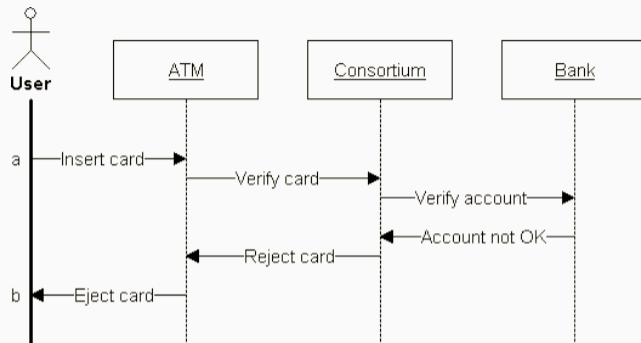 User
ATM
Consortium
Bank
a
Insert card
Verify card
Verify account
Account not OK
Reject card
b
Eject card